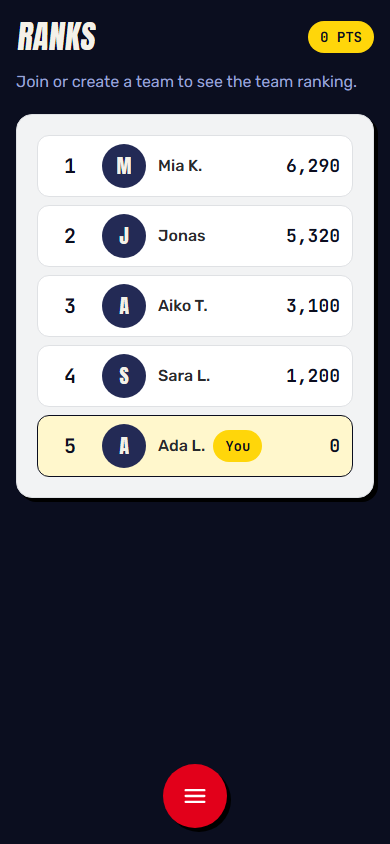 RANKS
0 PTS
Join or create a team to see the team ranking.
1 M Mia K. 6,290
2 J Jonas 5,320
3 A Aiko T. 3,100
4 S Sara L. 1,200
5 A Ada L. You 0